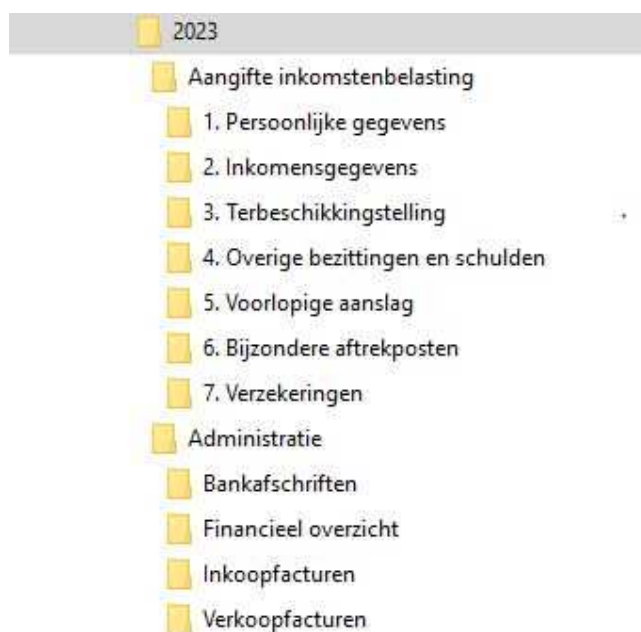 2023
Aangifte inkomstenbelasting
1. Persoonlijke gegevens
2. Inkomensgegevens
3. Terbeschikkingstelling
4. Overige bezittingen en schulden
5. Voorlopige aanslag
6. Bijzondere aftrekposten
7. Verzekeringen
Administratie
Bankafschriften
Financieel overzicht
Inkoopfacturen
Verkoopfacturen